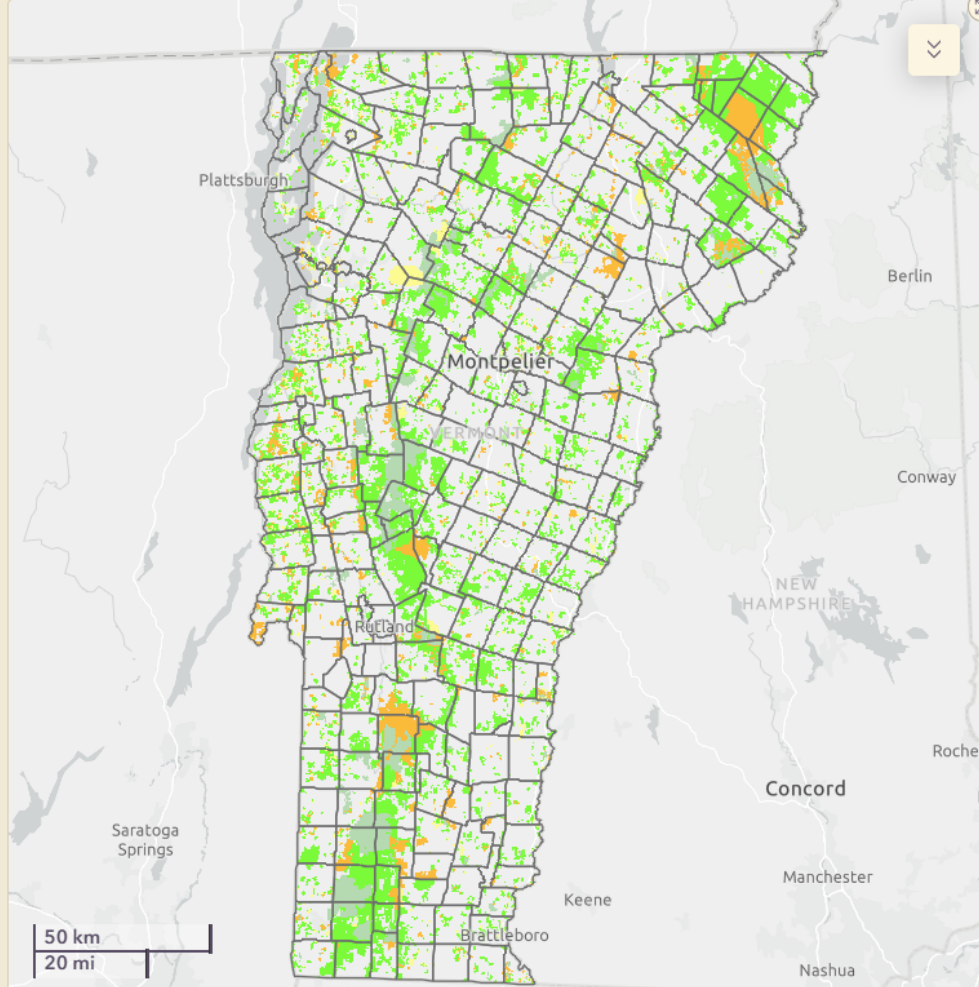 Plattsburgh
Berlin
Montpelier
VERMONT
Conway
NEW
HAMPSHIRE
Rutland
Roche
Concord
Saratoga
Springs
Manchester
Keene
50 km
Brattleboro
20 mi
Nashua